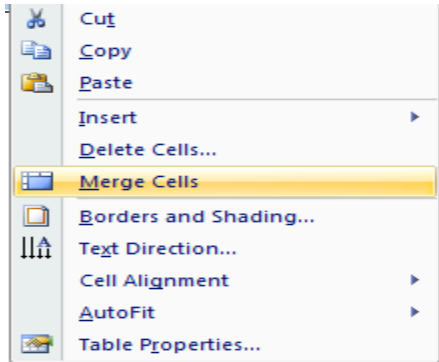 Cut
Copy
Paste
Insert
Delete Cells...
Merge Cells
Borders and Shading...
Text Direction...
Cell Alignment
AutoFit
Table Properties...